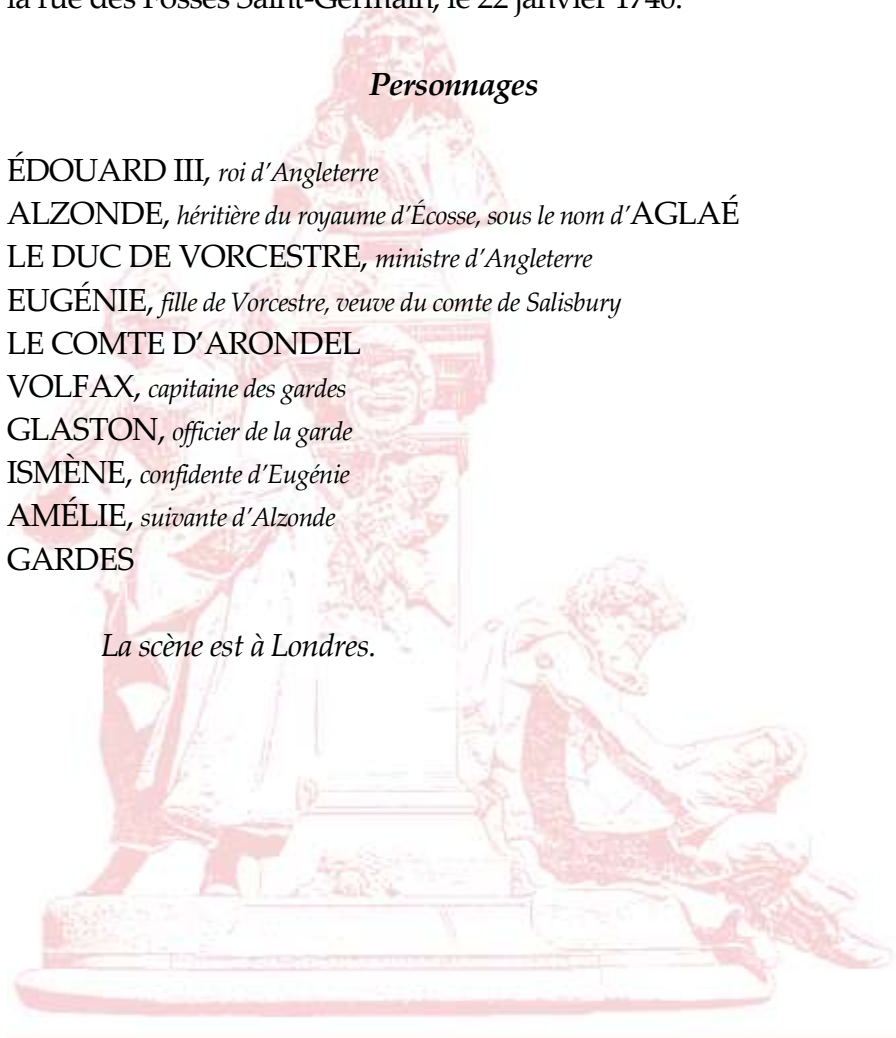 la rue des Fossés Saint-Germain, le 22 janvier 1740.
Personnages
ÉDOUARD III, roi d’Angleterre
ALZONDE, héritière du royaume d’Écosse, sous le nom d’AGLAÉ
LE DUC DE VORCESTRE, ministre d’Angleterre
EUGÉNIE, fille de Vorcestre, veuve du comte de Salisbury
LE COMTE D’ARONDEL
VOLFAX, capitaine des gardes
GLASTON, officier de la garde
ISMÈNE, confidente d’Eugénie
AMÉLIE, suivante d’Alzonde
GARDES
La scène est à Londres.